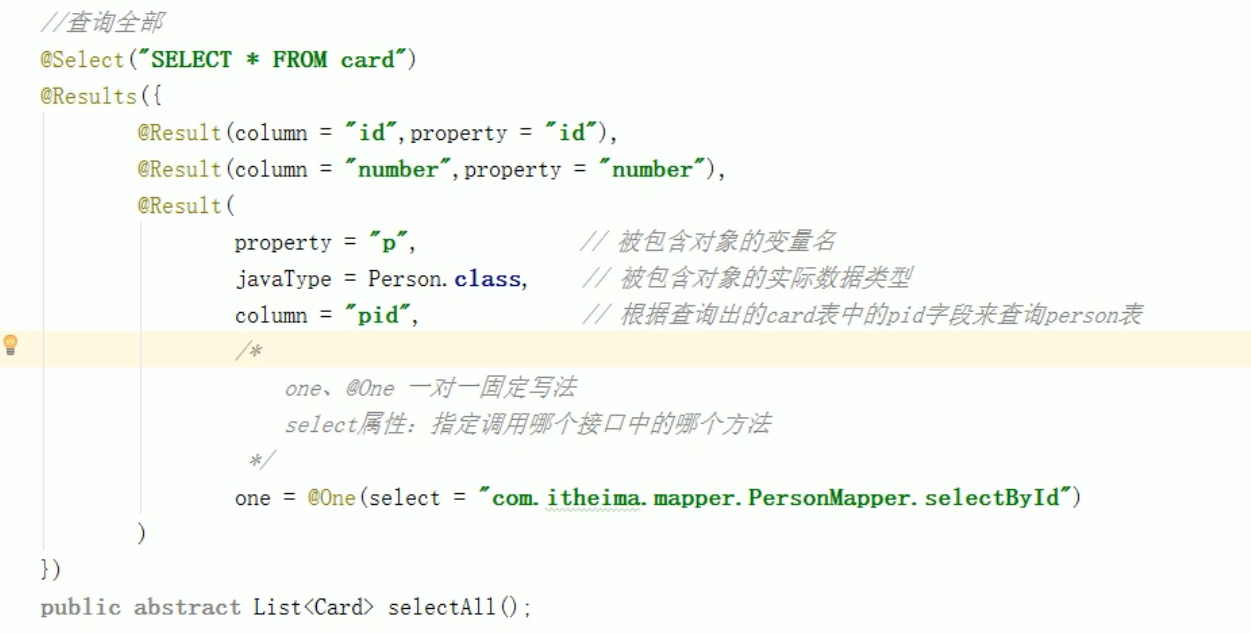 //查询全部
@Select("SELECT * FROM card")
@Results({
@Result(column = "id",property = "id"),
@Result(column = "number",property = "number"),
@Result(
property = "p", // 被包含对象的变量名
javaType = Person.class, // 被包含对象的实际数据类型
column = "pid", // 根据查询出的card表中的pid字段来查询person表
/*
one、@One 一对一固定写法
select属性：指定调用哪个接口中的哪个方法
*/
one = @One(select = "com.itheima.mapper.PersonMapper.selectById")
)
})
public abstract List<Card> selectAll();